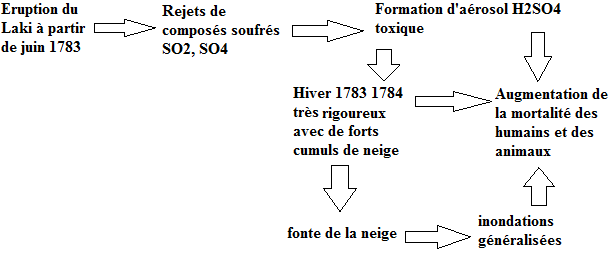 Eruption du
Laki à partir
de juin 1783
Rejets de
composés soufrés
SO2, SO4
Formation d'aérosol H2SO4
toxique
Hiver 1783 1784
très rigoureux
avec de forts
cumuls de neige
Augmentation de
la mortalité des
humains et des
animaux
fonte de la neige
inondations
généralisées